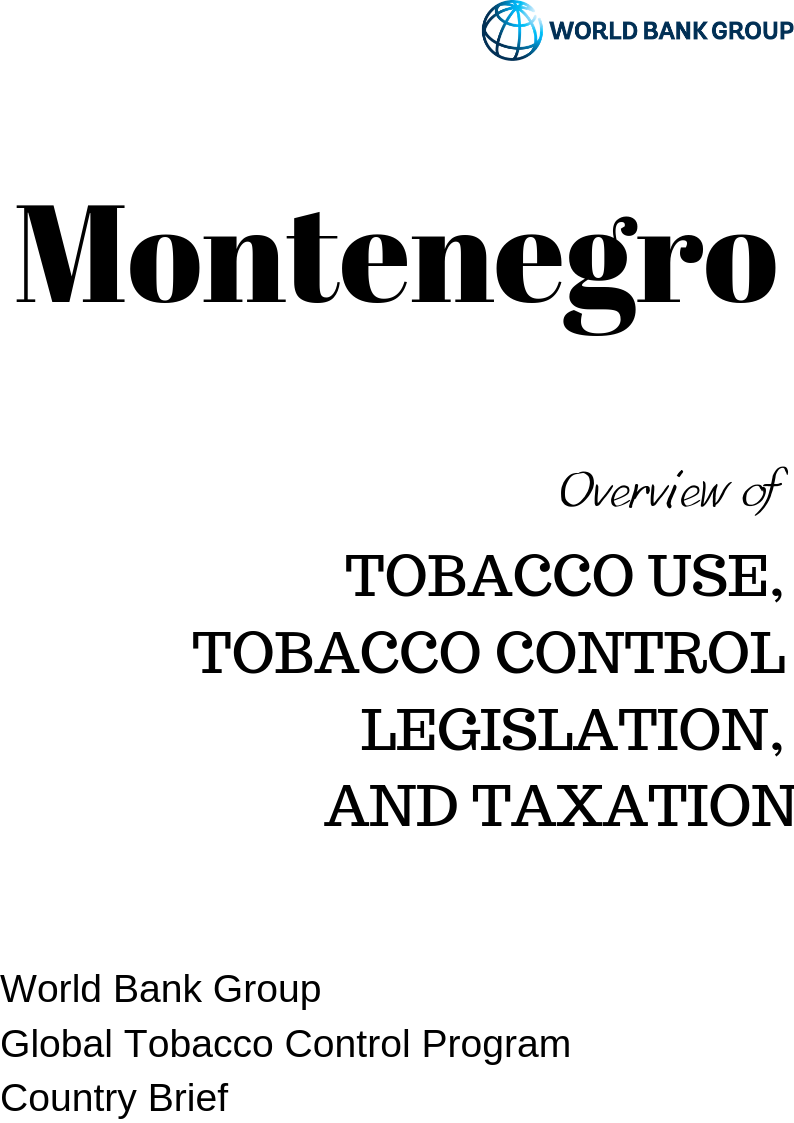 WORLD BANK GROUP
Montenegro
Overview of
TOBACCO USE,
TOBACCO CONTROL
LEGISLATION,
AND TAXATION
World Bank Group
Global Tobacco Control Program
Country Brief